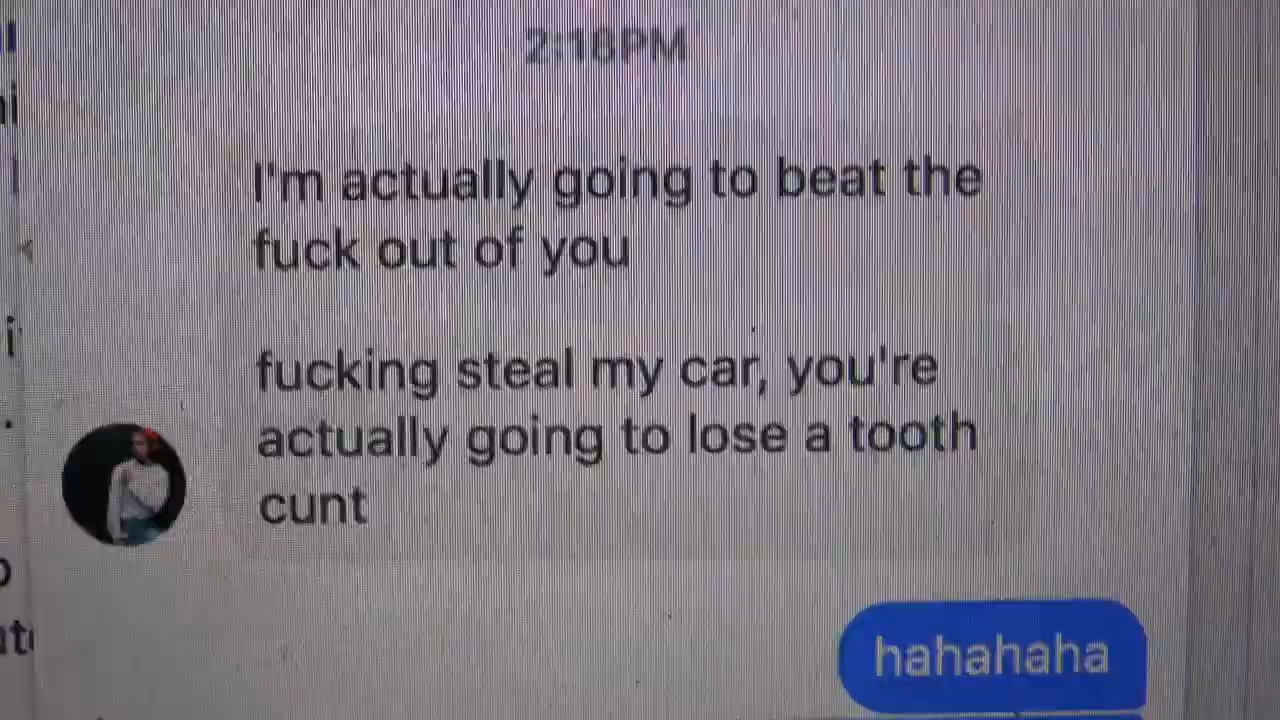 2:18PM
I'm actually going to beat the
fuck out of you
fucking steal my car, you're
actually going to lose a tooth
cunt
hahahaha